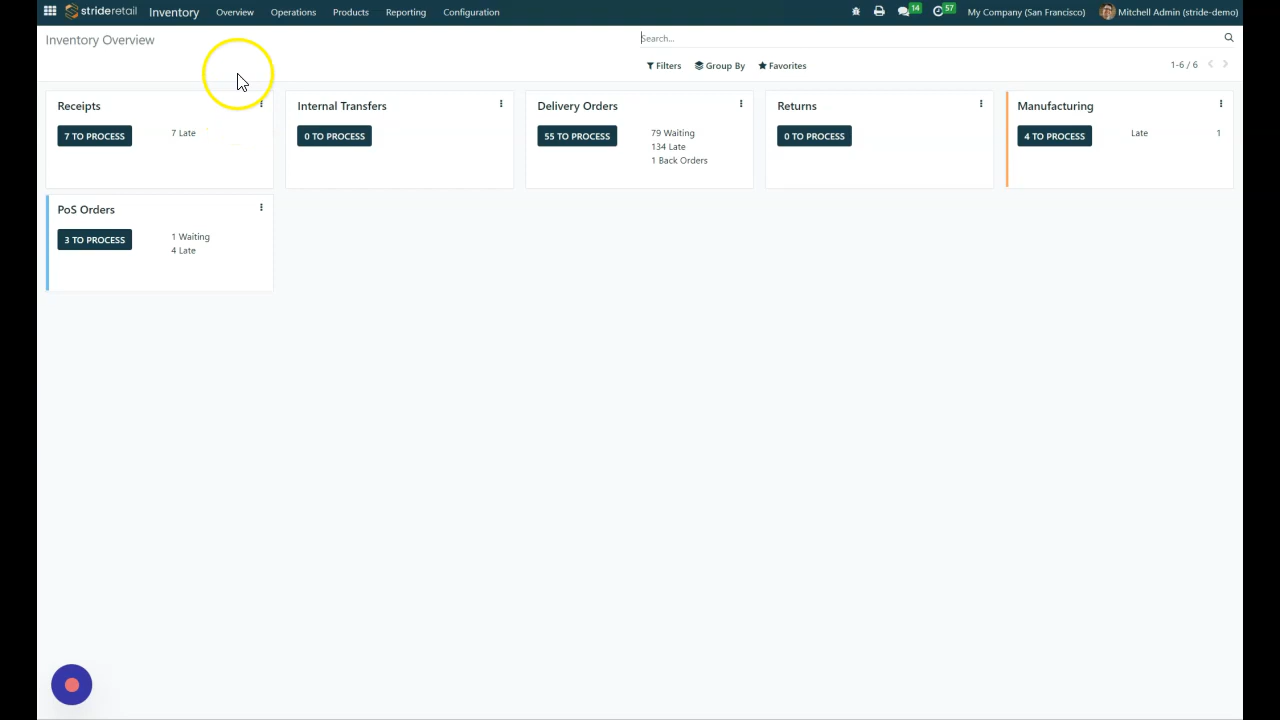 strideretail Inventory Overview Operations Products Reporting Configuration 14 57 My Company (San Francisco) Mitchell Admin (stride-demo)
Inventory Overview
Search...
Filters Group By Favorites
1-6 / 6
Receipts
7 TO PROCESS
7 Late
Internal Transfers
0 TO PROCESS
Delivery Orders
55 TO PROCESS
79 Waiting
134 Late
1 Back Orders
Returns
0 TO PROCESS
Manufacturing
4 TO PROCESS
Late 1
PoS Orders
3 TO PROCESS
1 Waiting
4 Late